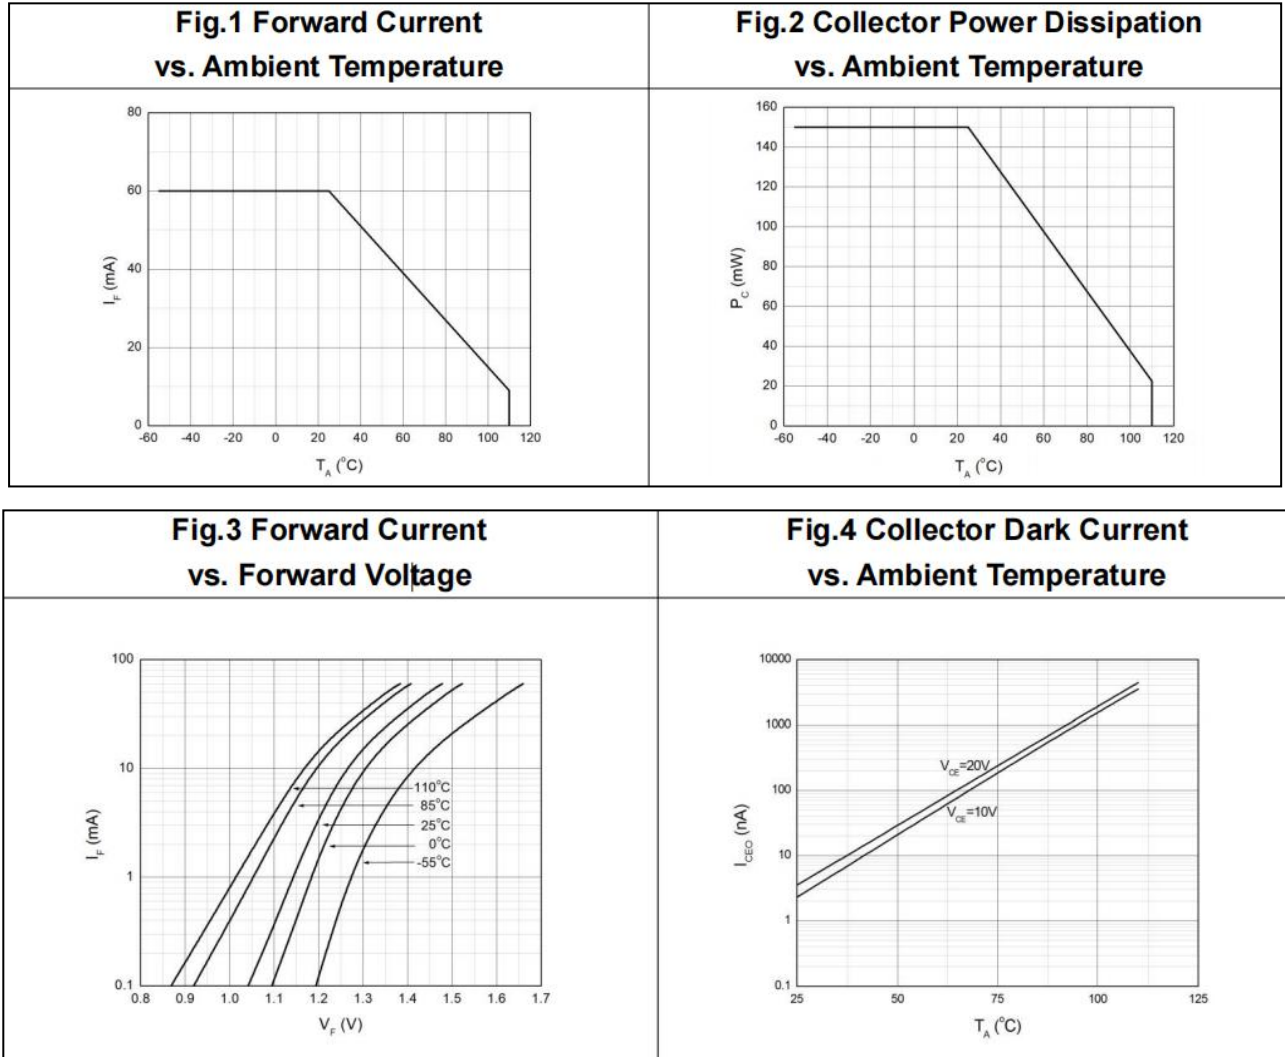 Fig.1 Forward Current
vs. Ambient Temperature
Fig.2 Collector Power Dissipation
vs. Ambient Temperature
80
60
40
20
0
I_F (mA)
-60 -40 -20 0 20 40 60 80 100 120
T_A (°C)
160
140
120
100
80
60
40
20
0
P_C (mW)
-60 -40 -20 0 20 40 60 80 100 120
T_A (°C)
Fig.3 Forward Current
vs. Forward Voltage
Fig.4 Collector Dark Current
vs. Ambient Temperature
100
10
1
0.1
I_F (mA)
110°C
85°C
25°C
0°C
-55°C
0.8 0.9 1.0 1.1 1.2 1.3 1.4 1.5 1.6 1.7
V_F (V)
10000
1000
100
10
1
0.1
I_CEO (nA)
V_CE=20V
V_CE=10V
25 50 75 100 125
T_A (°C)